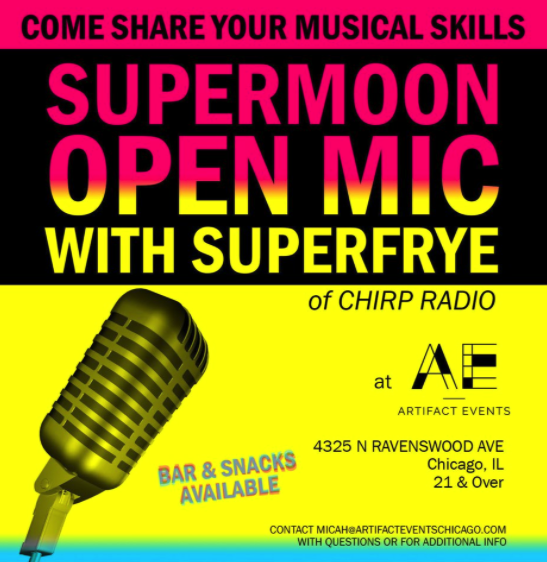 COME SHARE YOUR MUSICAL SKILLS
SUPERMOON
OPEN MIC
WITH SUPERFRYE
of CHIRP RADIO
at AE
ARTIFACT EVENTS
4325 N RAVENSWOOD AVE
Chicago, IL
21 & Over
BAR & SNACKS
AVAILABLE
CONTACT MICAH@ARTIFACTEVENTSCHICAGO.COM
WITH QUESTIONS OR FOR ADDITIONAL INFO